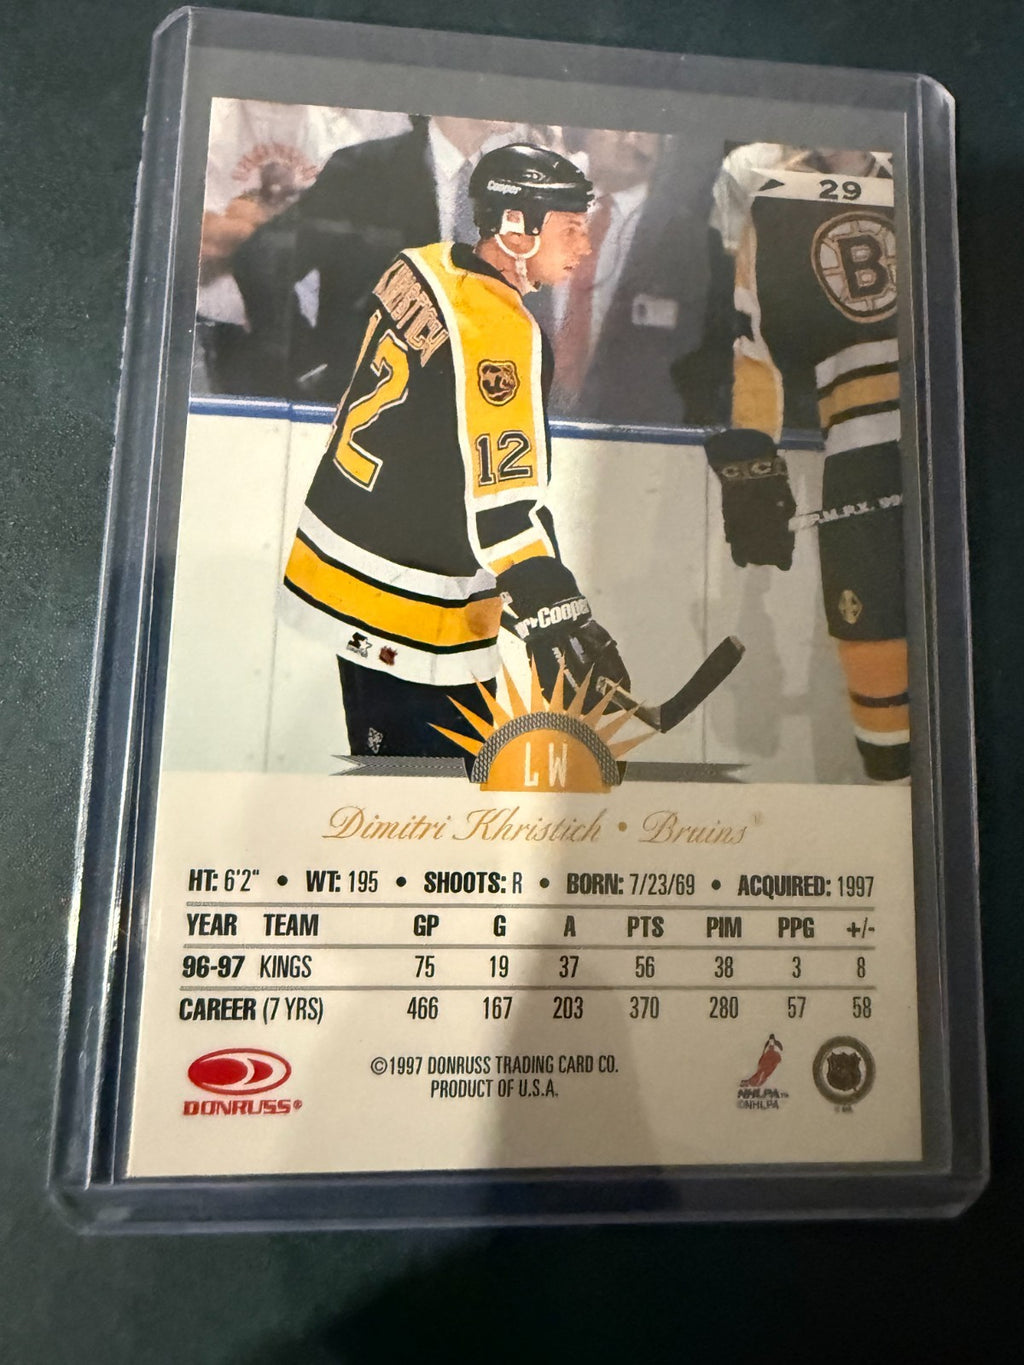 29
B
Cooper
KHRISTICH
12
12
CCM
P.M.P.X. 99
Cooper
LW
Dimitri Khristich • Bruins
HT: 6'2" • WT: 195 • SHOOTS: R • BORN: 7/23/69 • ACQUIRED: 1997
YEAR TEAM GP G A PTS PIM PPG +/-
96-97 KINGS 75 19 37 56 38 3 8
CAREER (7 YRS) 466 167 203 370 280 57 58
©1997 DONRUSS TRADING CARD CO.
PRODUCT OF U.S.A.
DONRUSS®
NHLPA™
©NHLPA